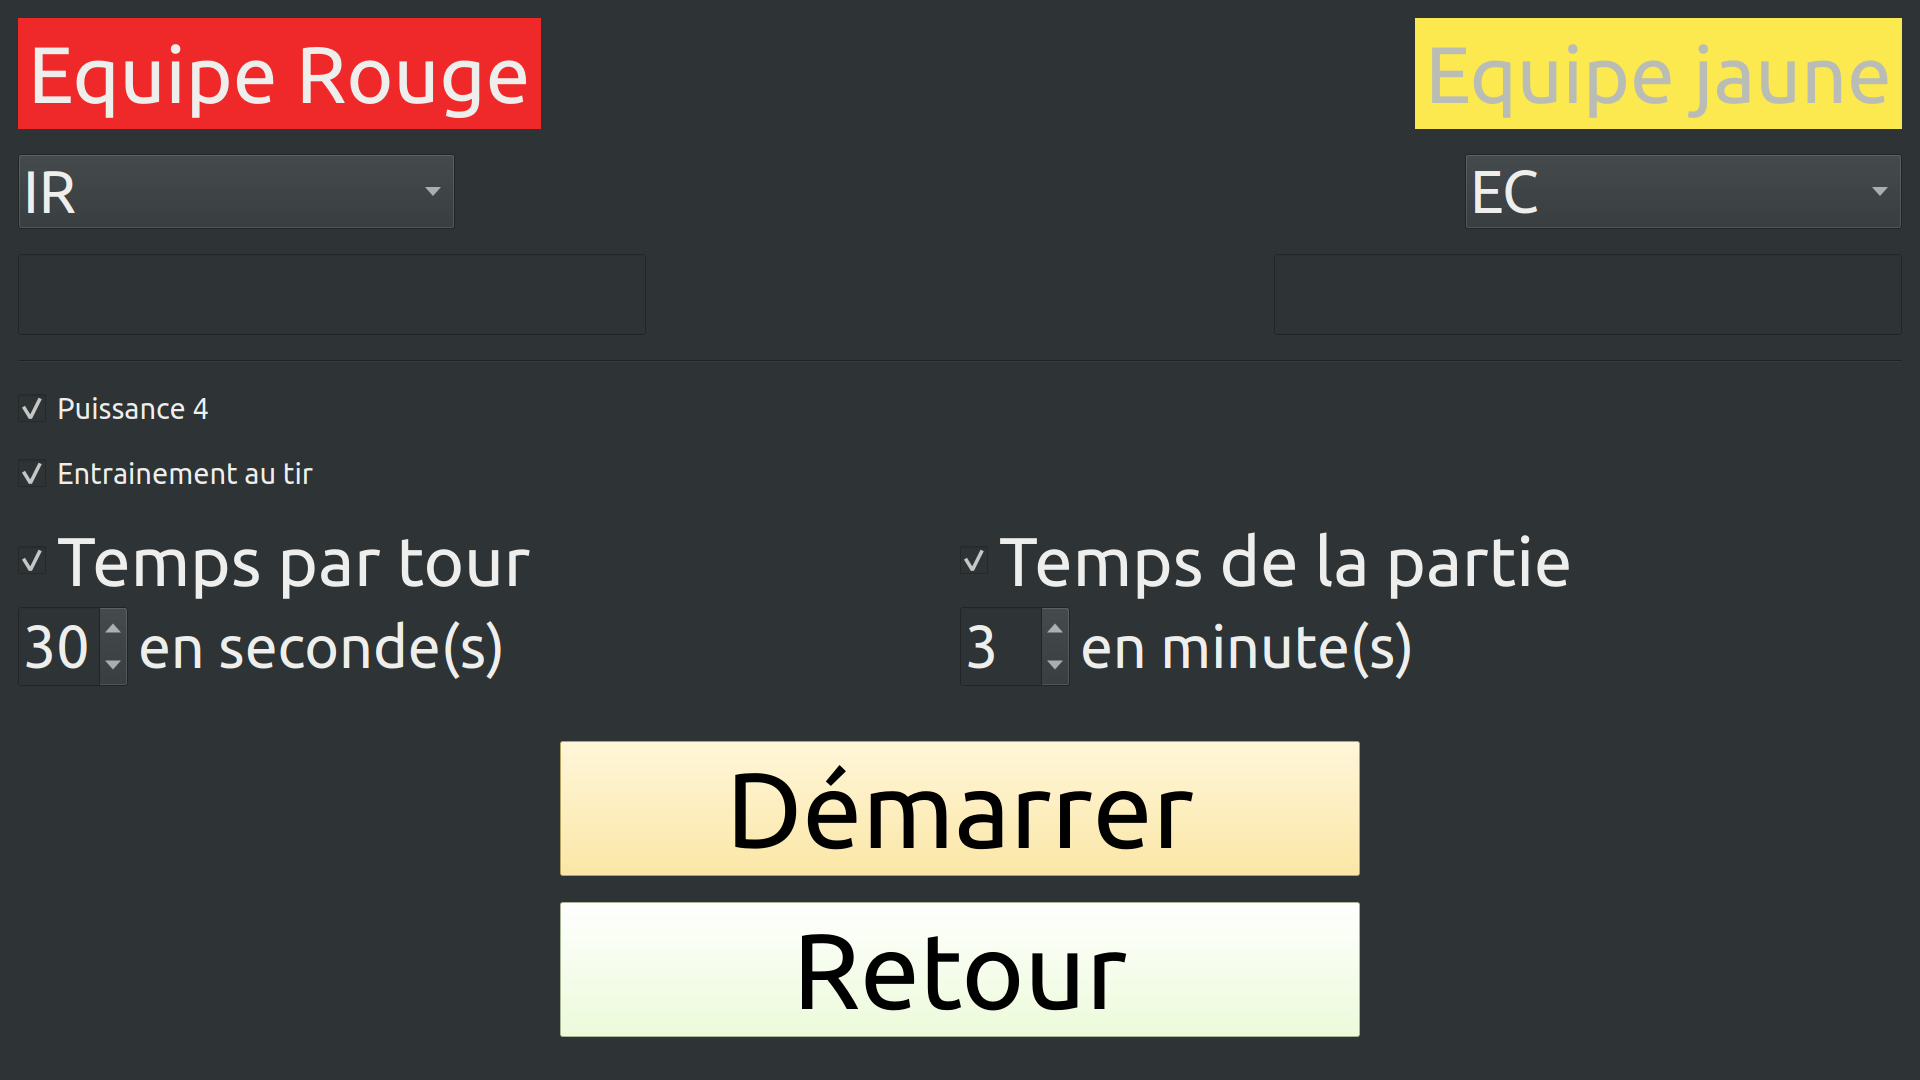 Equipe Rouge
Equipe jaune
IR
EC
Puissance 4
Entrainement au tir
Temps par tour
Temps de la partie
30 en seconde(s)
3 en minute(s)
Démarrer
Retour